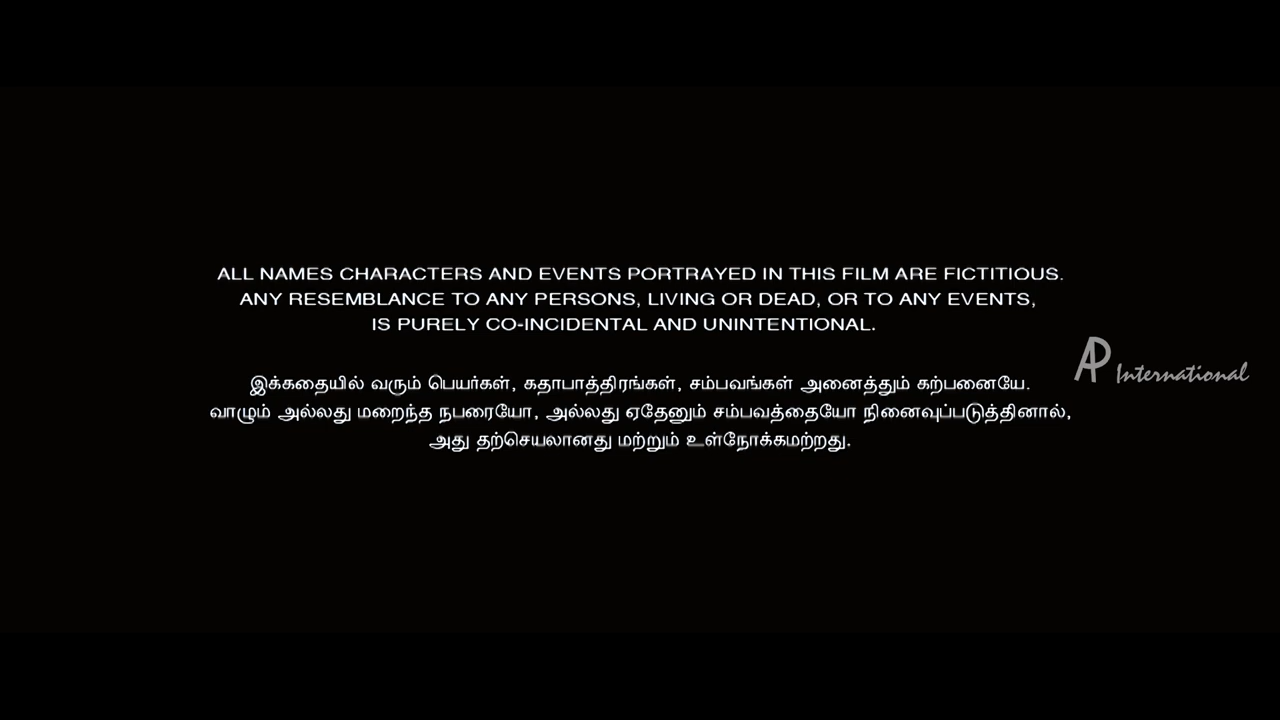 ALL NAMES CHARACTERS AND EVENTS PORTRAYED IN THIS FILM ARE FICTITIOUS.
ANY RESEMBLANCE TO ANY PERSONS, LIVING OR DEAD, OR TO ANY EVENTS,
IS PURELY CO-INCIDENTAL AND UNINTENTIONAL.
AP International
இக்கதையில் வரும் பெயர்கள், கதாபாத்திரங்கள், சம்பவங்கள் அனைத்தும் கற்பனையே.
வாழும் அல்லது மறைந்த நபரையோ, அல்லது ஏதேனும் சம்பவத்தையோ நினைவுப்படுத்தினால்,
அது தற்செயலானது மற்றும் உள்நோக்கமற்றது.